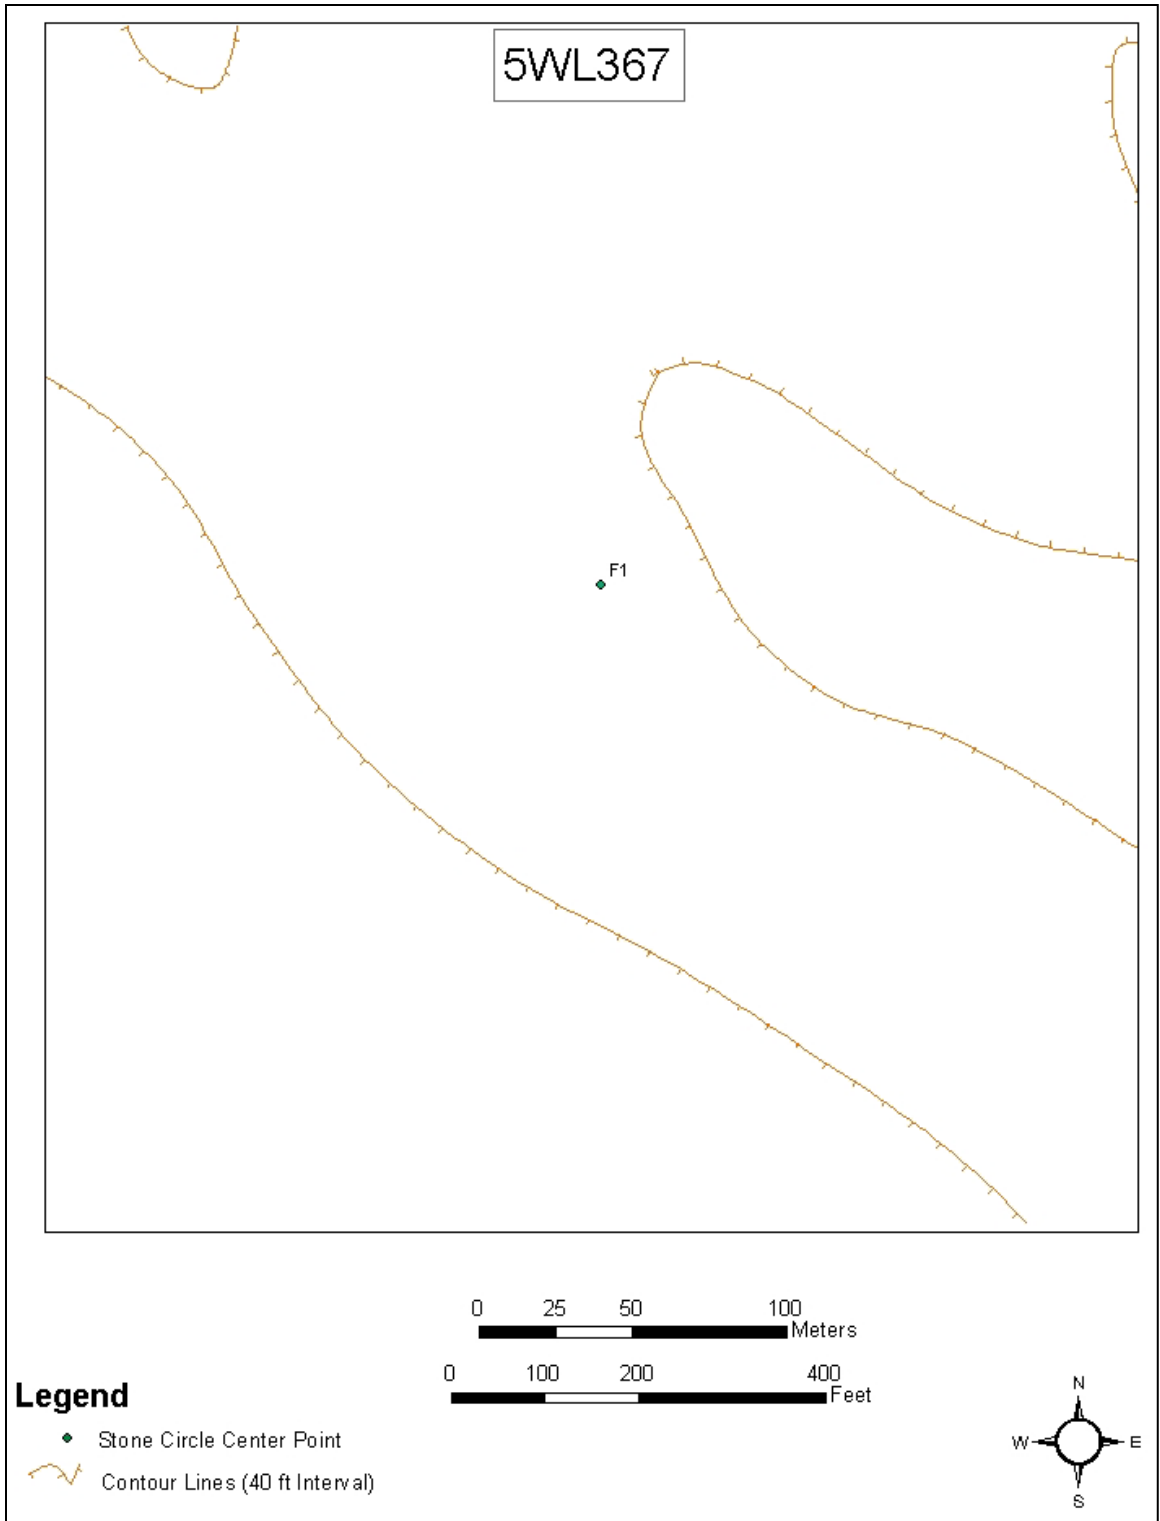 5WL367
F1
0 25 50 100
Meters
0 100 200 400
Feet
Legend
Stone Circle Center Point
Contour Lines (40 ft Interval)
N
W E
S